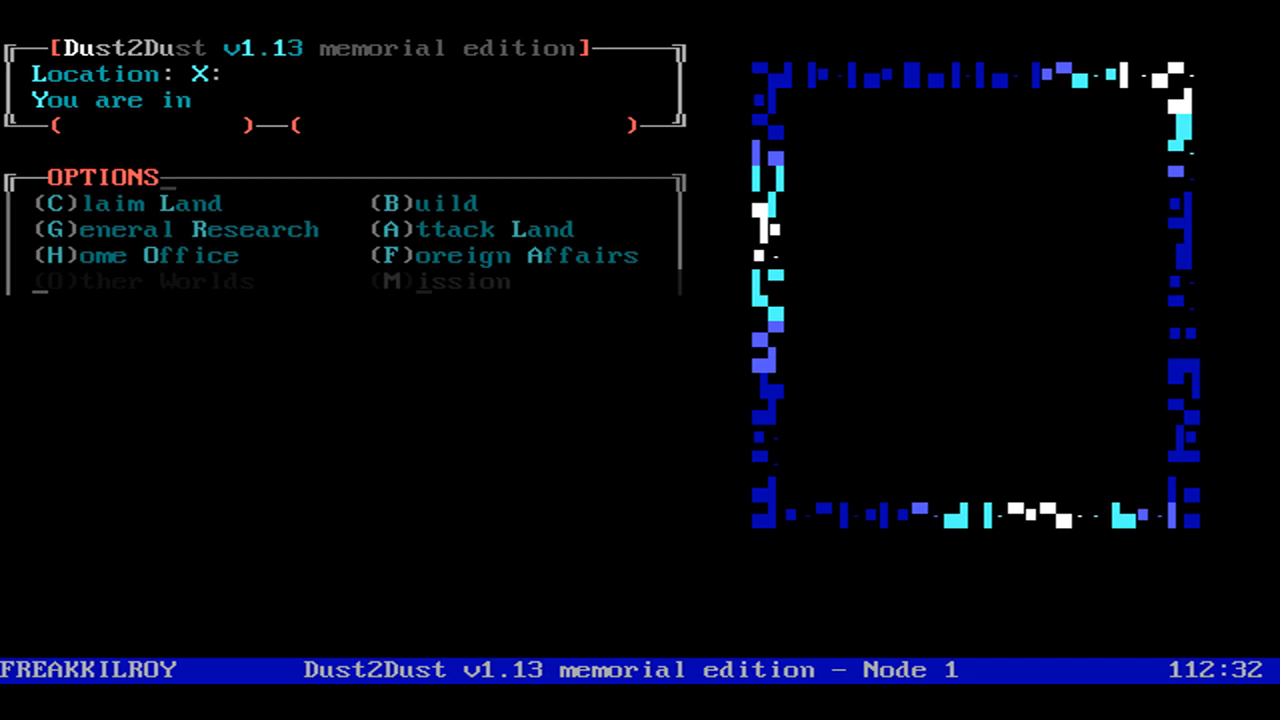 [Dust2Dust v1.13 memorial edition]
Location: X:
You are in
( )—( )
OPTIONS_
(C)laim Land (B)uild
(G)eneral Research (A)ttack Land
(H)ome Office (F)oreign Affairs
(O)ther Worlds (M)ission
FREAKKILROY Dust2Dust v1.13 memorial edition - Node 1 112:32